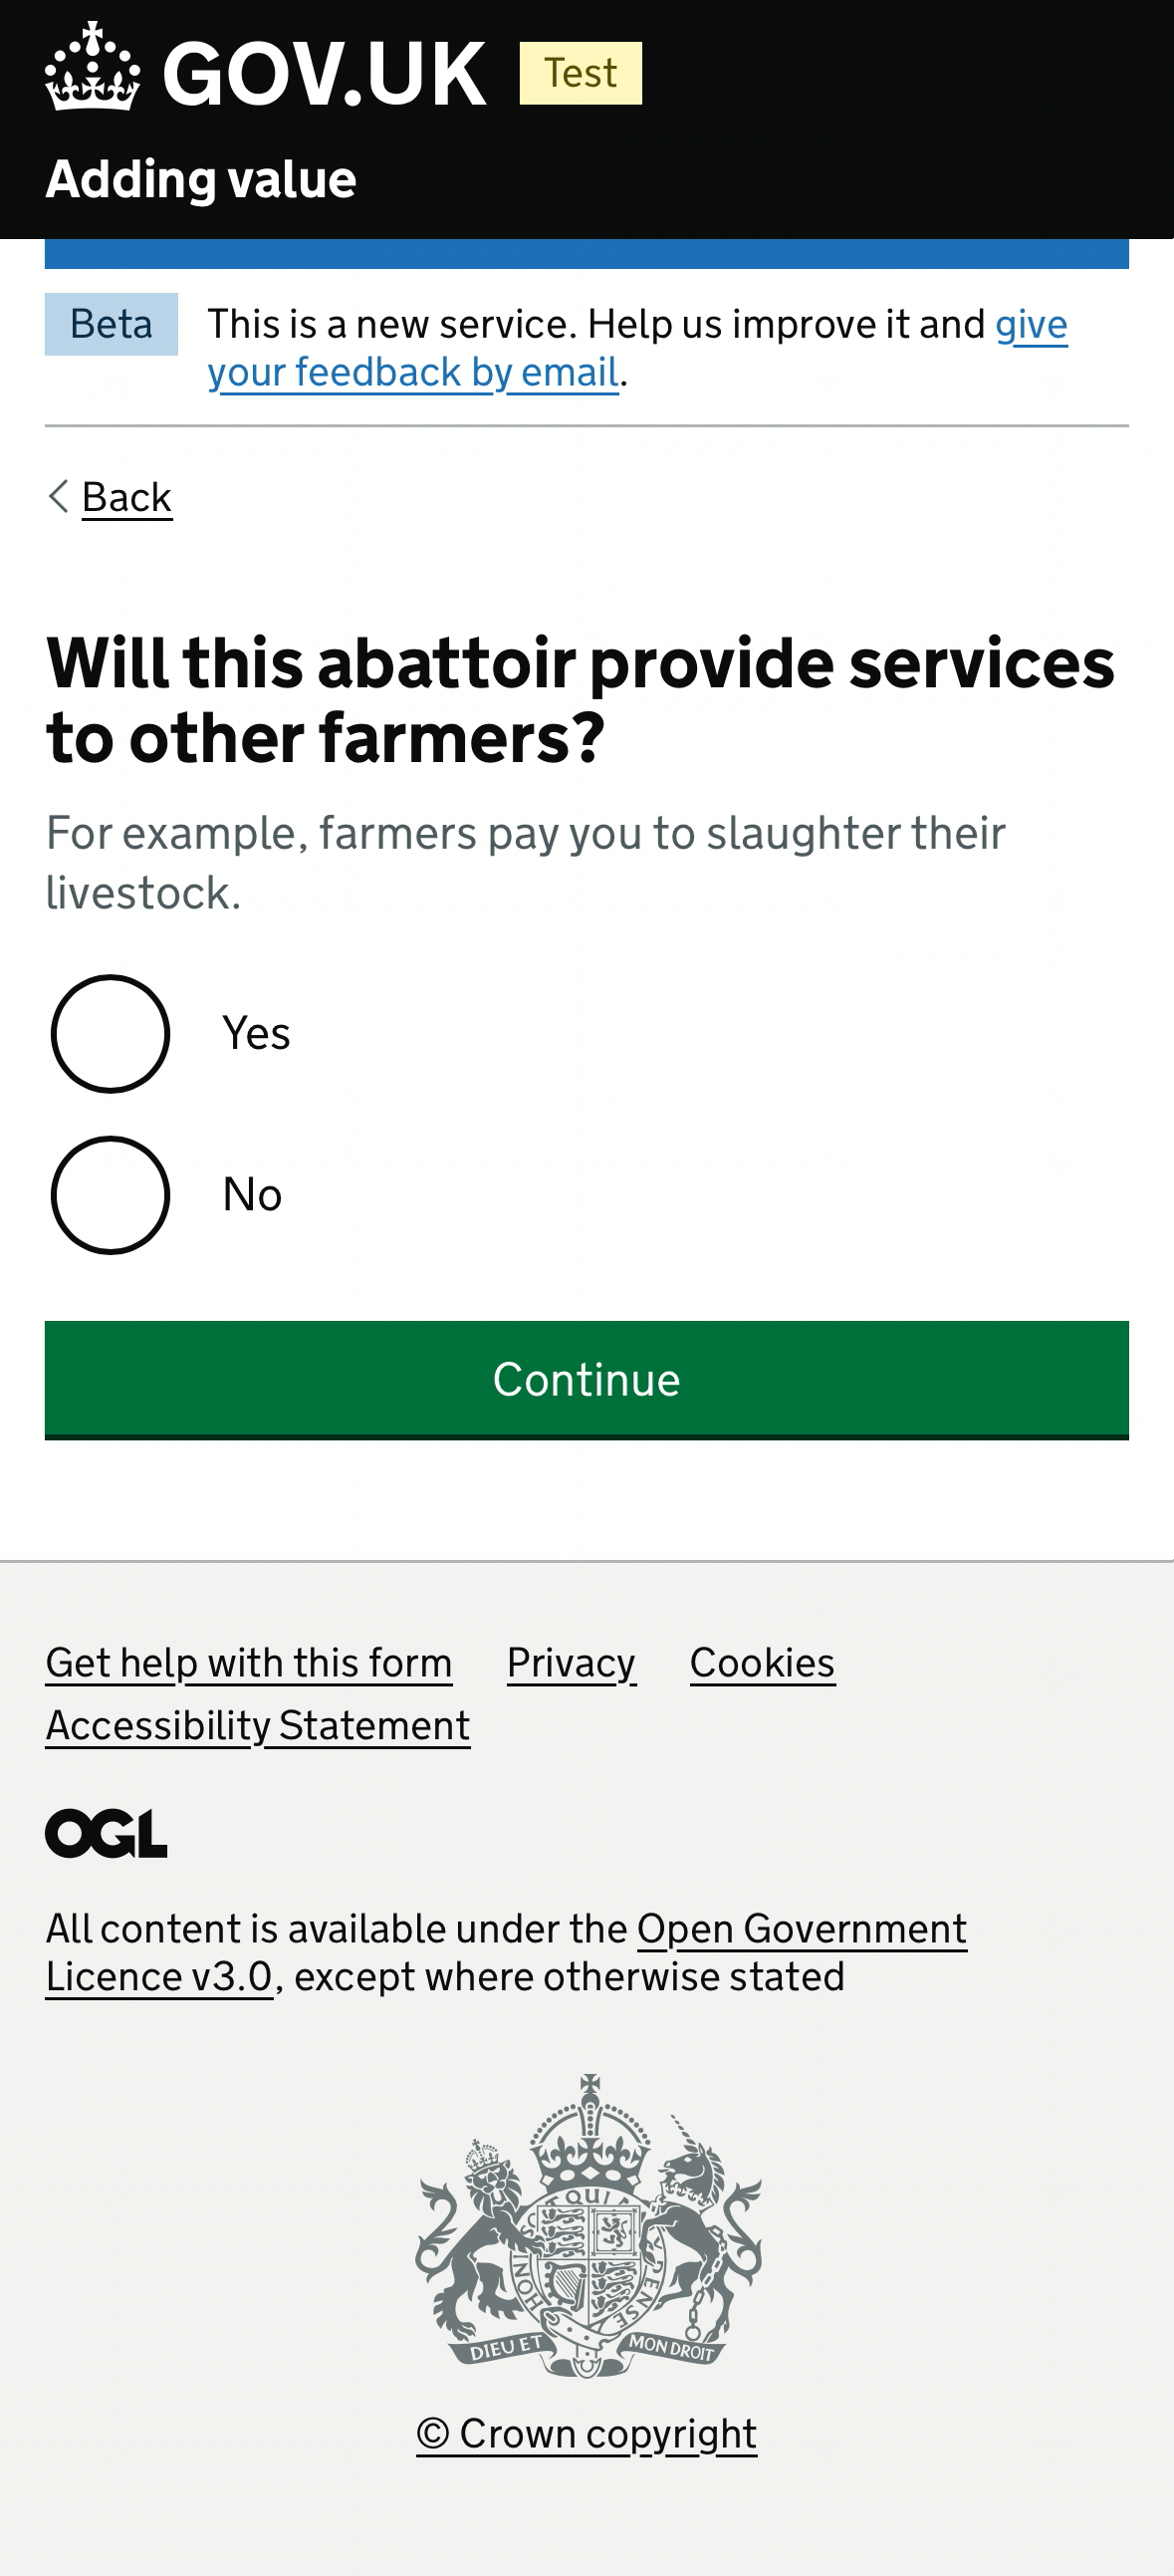 GOV.UK Test
Adding value
Beta This is a new service. Help us improve it and give
your feedback by email.
Back
Will this abattoir provide services
to other farmers?
For example, farmers pay you to slaughter their
livestock.
Yes
No
Continue
Get help with this form Privacy Cookies
Accessibility Statement
OGL
All content is available under the Open Government
Licence v3.0, except where otherwise stated
QUI
HONI
PENSE
DIEU ET MON DROIT
© Crown copyright